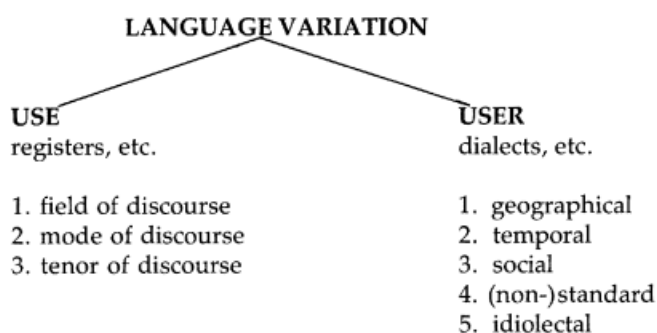 LANGUAGE VARIATION
USE
registers, etc.
1. field of discourse
2. mode of discourse
3. tenor of discourse
USER
dialects, etc.
1. geographical
2. temporal
3. social
4. (non-)standard
5. idiolectal